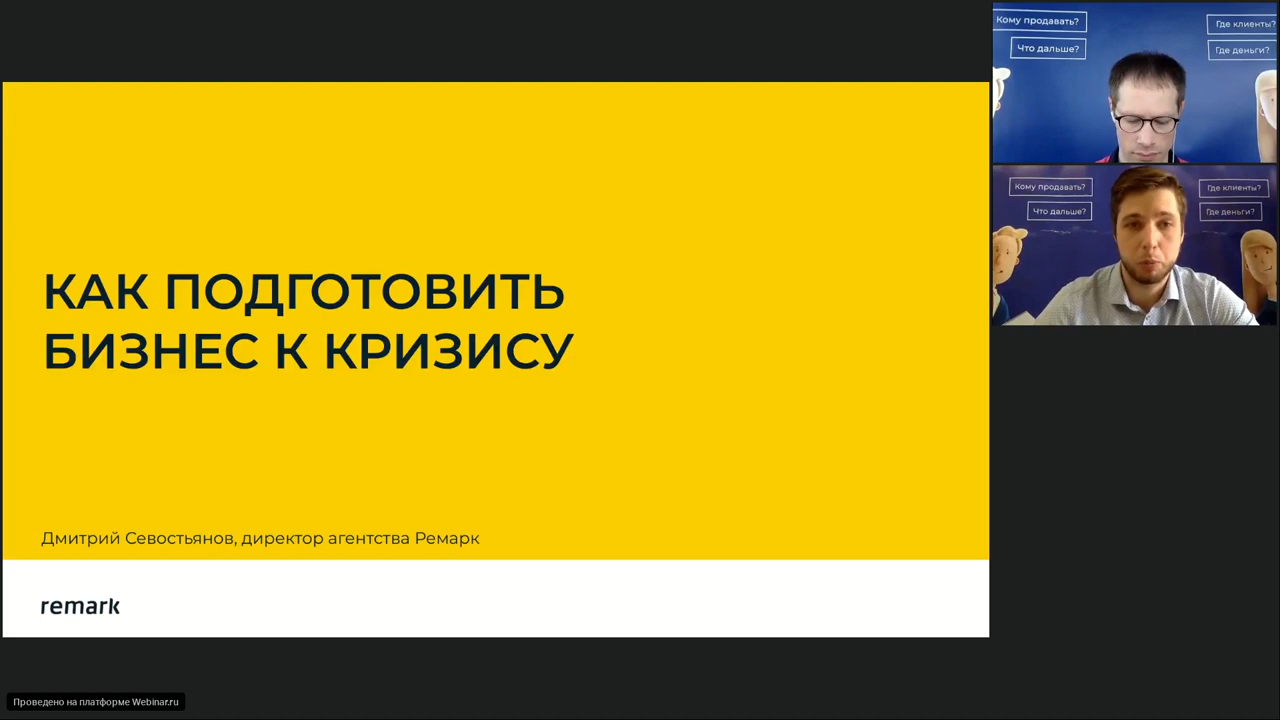 КАК ПОДГОТОВИТЬ
БИЗНЕС К КРИЗИСУ
Дмитрий Севостьянов, директор агентства Ремарк
remark
Кому продавать?
Что дальше?
Где клиенты?
Где деньги?
Кому продавать?
Что дальше?
Где клиенты?
Где деньги?
Проведено на платформе Webinar.ru